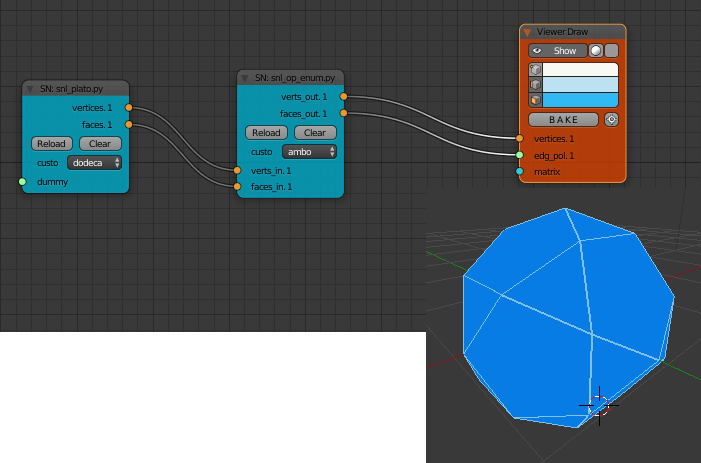 SN: snl_plato.py
vertices. 1
faces. 1
Reload Clear
custo dodeca
dummy
SN: snl_op_enum.py
verts_out. 1
faces_out. 1
Reload Clear
custo ambo
verts_in. 1
faces_in. 1
Viewer Draw
Show
BAKE
vertices. 1
edg_pol. 1
matrix